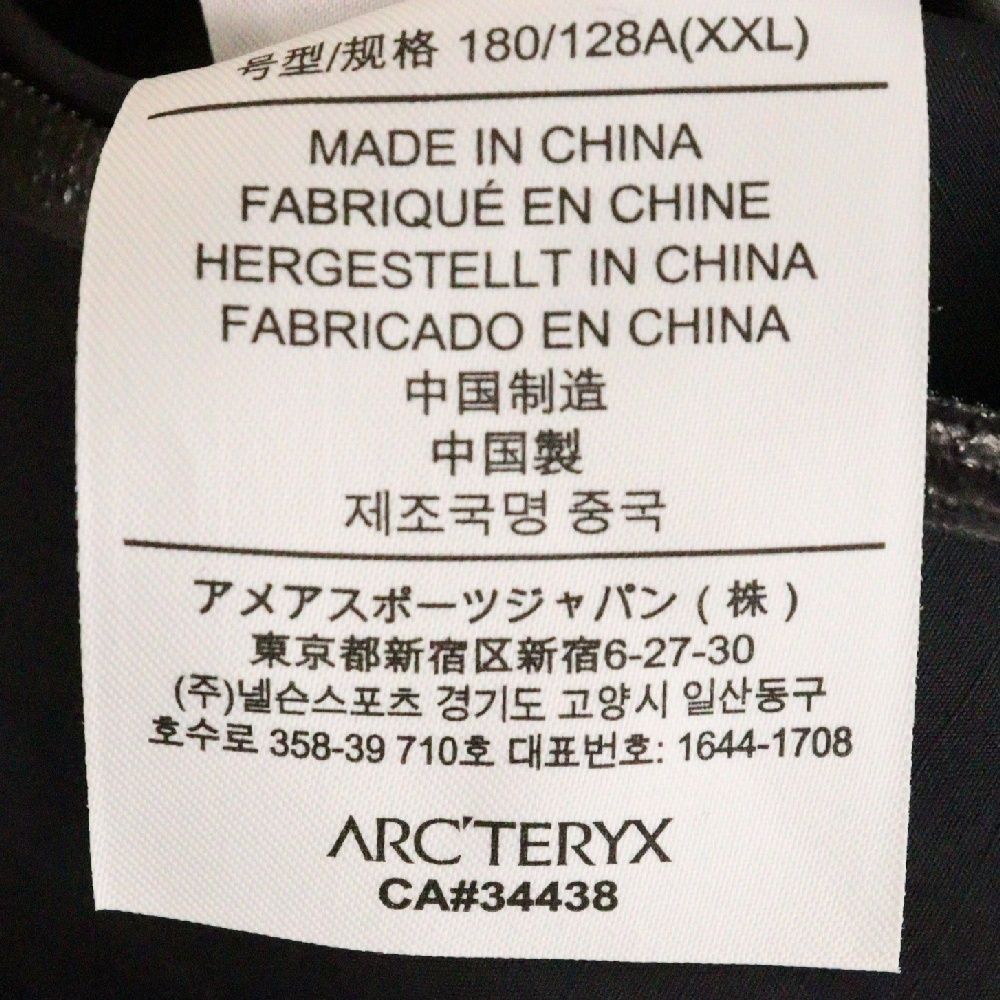 号型/规格 180/128A(XXL)
MADE IN CHINA
FABRIQUÉ EN CHINE
HERGESTELLT IN CHINA
FABRICADO EN CHINA
中国制造
中国製
제조국명 중국
アメアスポーツジャパン ( 株 )
東京都新宿区新宿6-27-30
(주)넬슨스포츠 경기도 고양시 일산동구
호수로 358-39 710호 대표번호: 1644-1708
ARC'TERYX
CA#34438